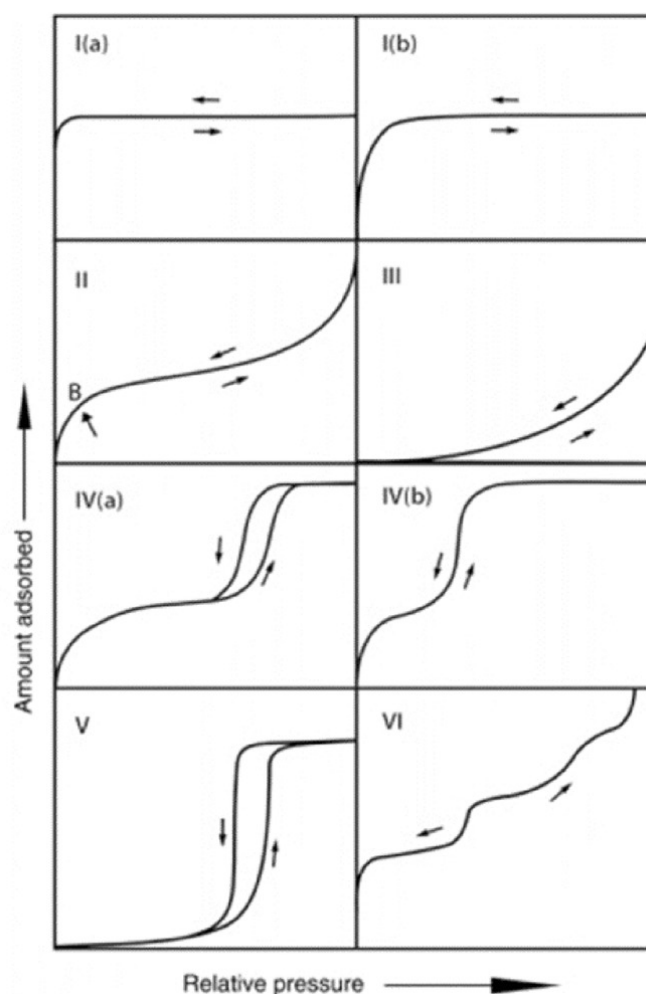 I(a)
I(b)
II
III
B
IV(a)
IV(b)
V
VI
Amount adsorbed
Relative pressure